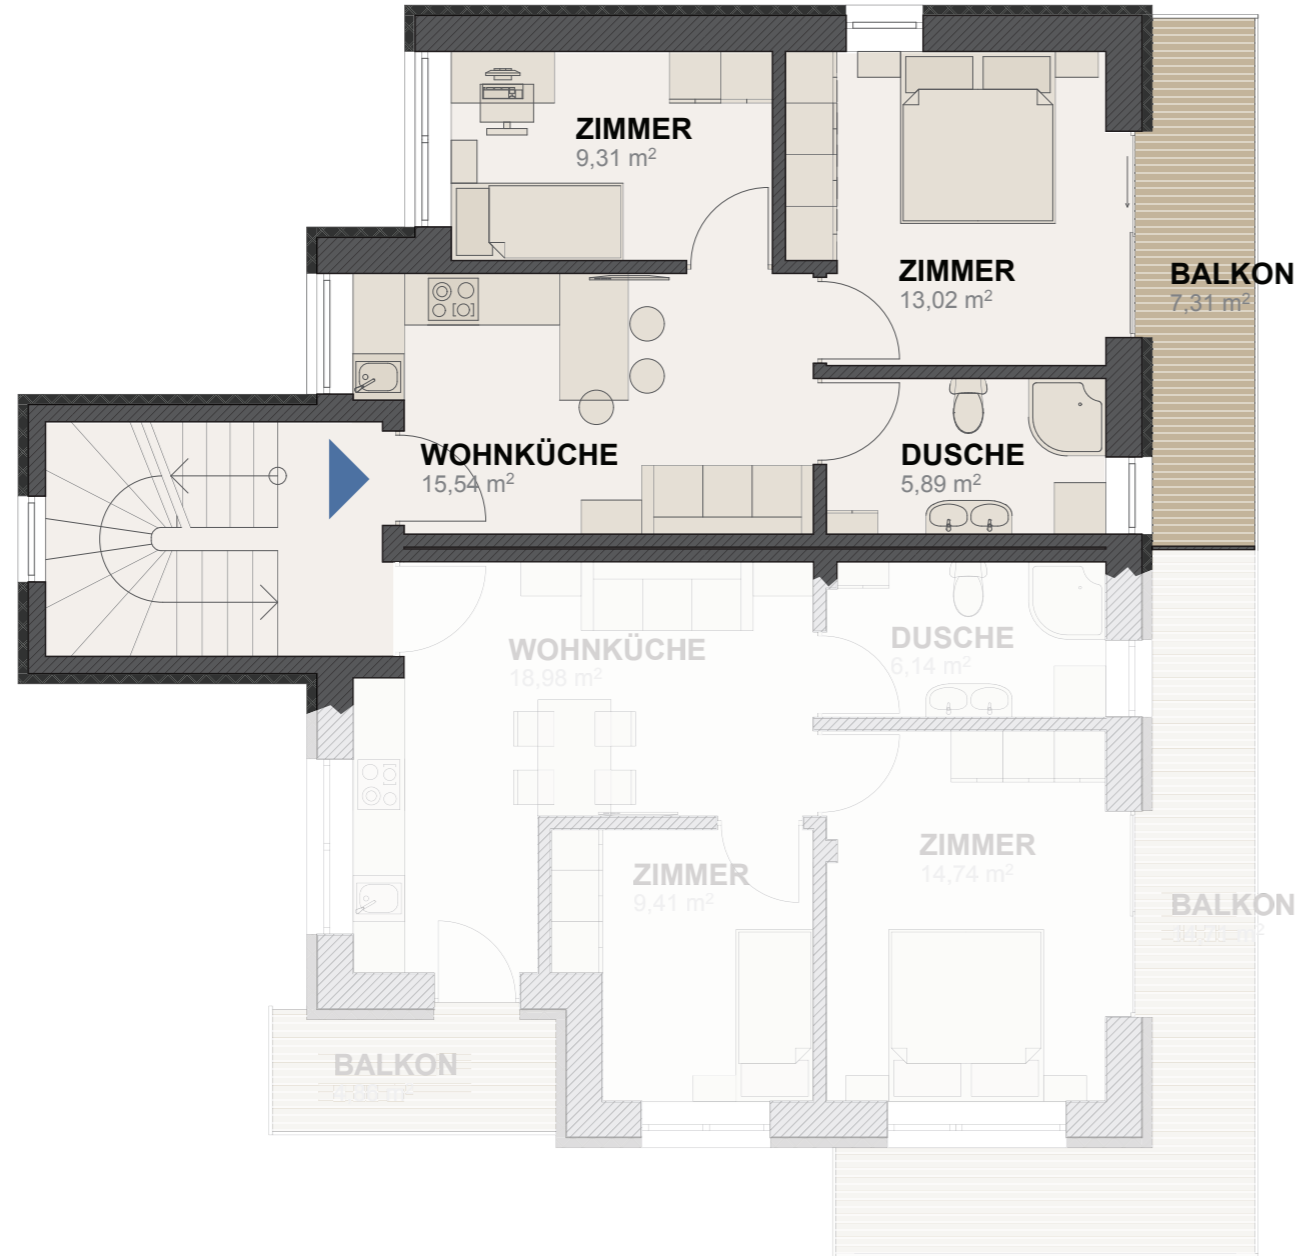 ZIMMER
9,31 m²
ZIMMER
13,02 m²
BALKON
7,31 m²
WOHNKÜCHE
15,54 m²
DUSCHE
5,89 m²
WOHNKÜCHE
18,98 m²
DUSCHE
6,14 m²
ZIMMER
9,41 m²
ZIMMER
14,74 m²
BALKON
m²
BALKON
m²